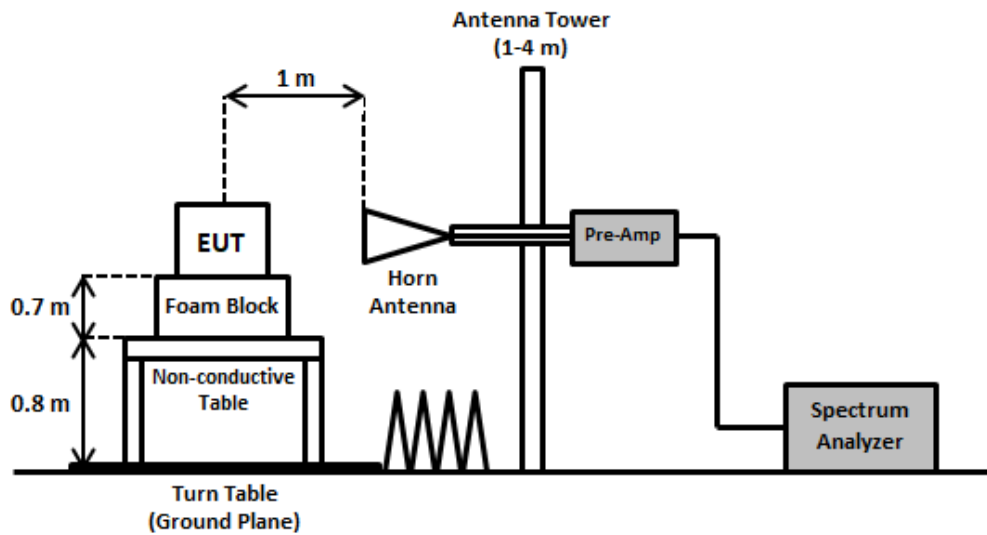 Antenna Tower
(1-4 m)
1 m
EUT
Pre-Amp
Horn
Antenna
0.7 m
Foam Block
Non-conductive
Table
0.8 m
Spectrum
Analyzer
Turn Table
(Ground Plane)